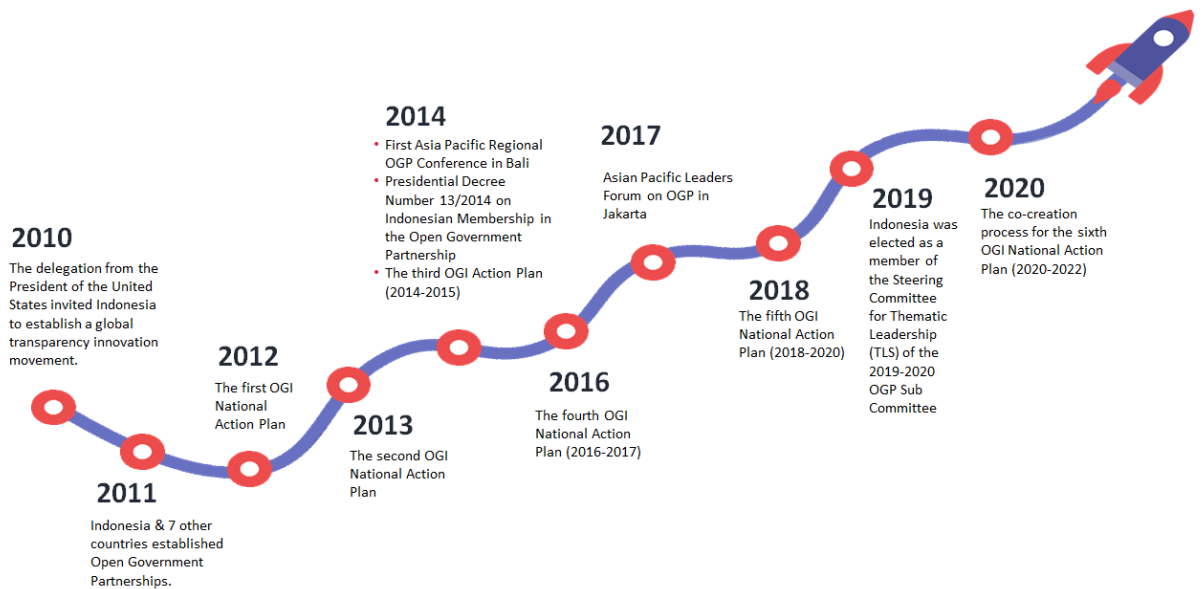 2010
The delegation from the
President of the United
States invited Indonesia
to establish a global
transparency innovation
movement.
2011
Indonesia & 7 other
countries established
Open Government
Partnerships.
2012
The first OGI
National
Action Plan
2013
The second OGI
National Action
Plan
2014
• First Asia Pacific Regional
OGP Conference in Bali
• Presidential Decree
Number 13/2014 on
Indonesian Membership in
the Open Government
Partnership
• The third OGI Action Plan
(2014-2015)
2016
The fourth OGI
National Action
Plan (2016-2017)
2017
Asian Pacific Leaders
Forum on OGP in
Jakarta
2018
The fifth OGI
National Action
Plan (2018-2020)
2019
Indonesia was
elected as a
member of
the Steering
Committee
for Thematic
Leadership
(TLS) of the
2019-2020
OGP Sub
Committee
2020
The co-creation
process for the sixth
OGI National Action
Plan (2020-2022)